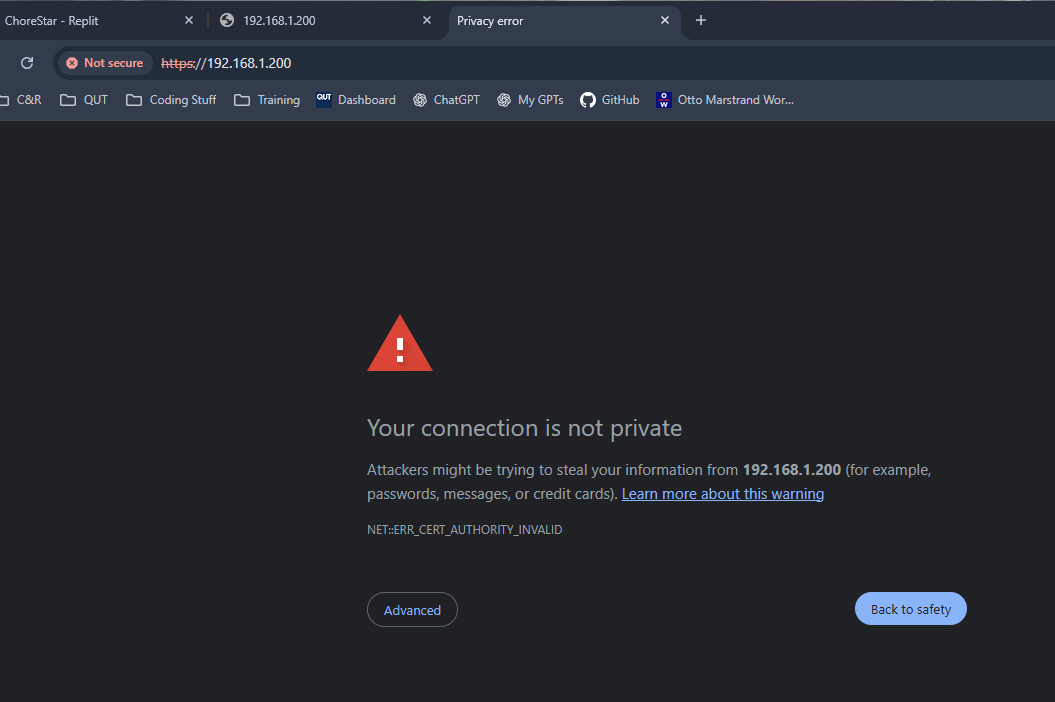 ChoreStar - Replit
192.168.1.200
Privacy error
Not secure
https://192.168.1.200
C&R
QUT
Coding Stuff
Training
QUT
Dashboard
ChatGPT
My GPTs
GitHub
O W
Otto Marstrand Wor...
!
Your connection is not private
Attackers might be trying to steal your information from 192.168.1.200 (for example,
passwords, messages, or credit cards). Learn more about this warning
NET::ERR_CERT_AUTHORITY_INVALID
Advanced
Back to safety